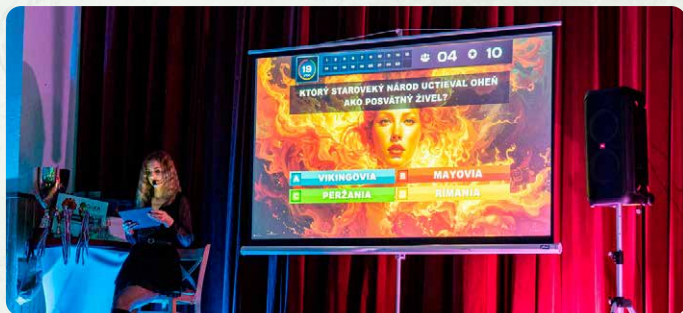 19
04 10
KTORÝ STAROVEKÝ NÁROD UCTIEVAL OHEŇ
AKO POSVÄTNÝ ŽIVEL?
A VIKINGOVIA
B MAYOVIA
C PERŽANIA
D RIMANIA